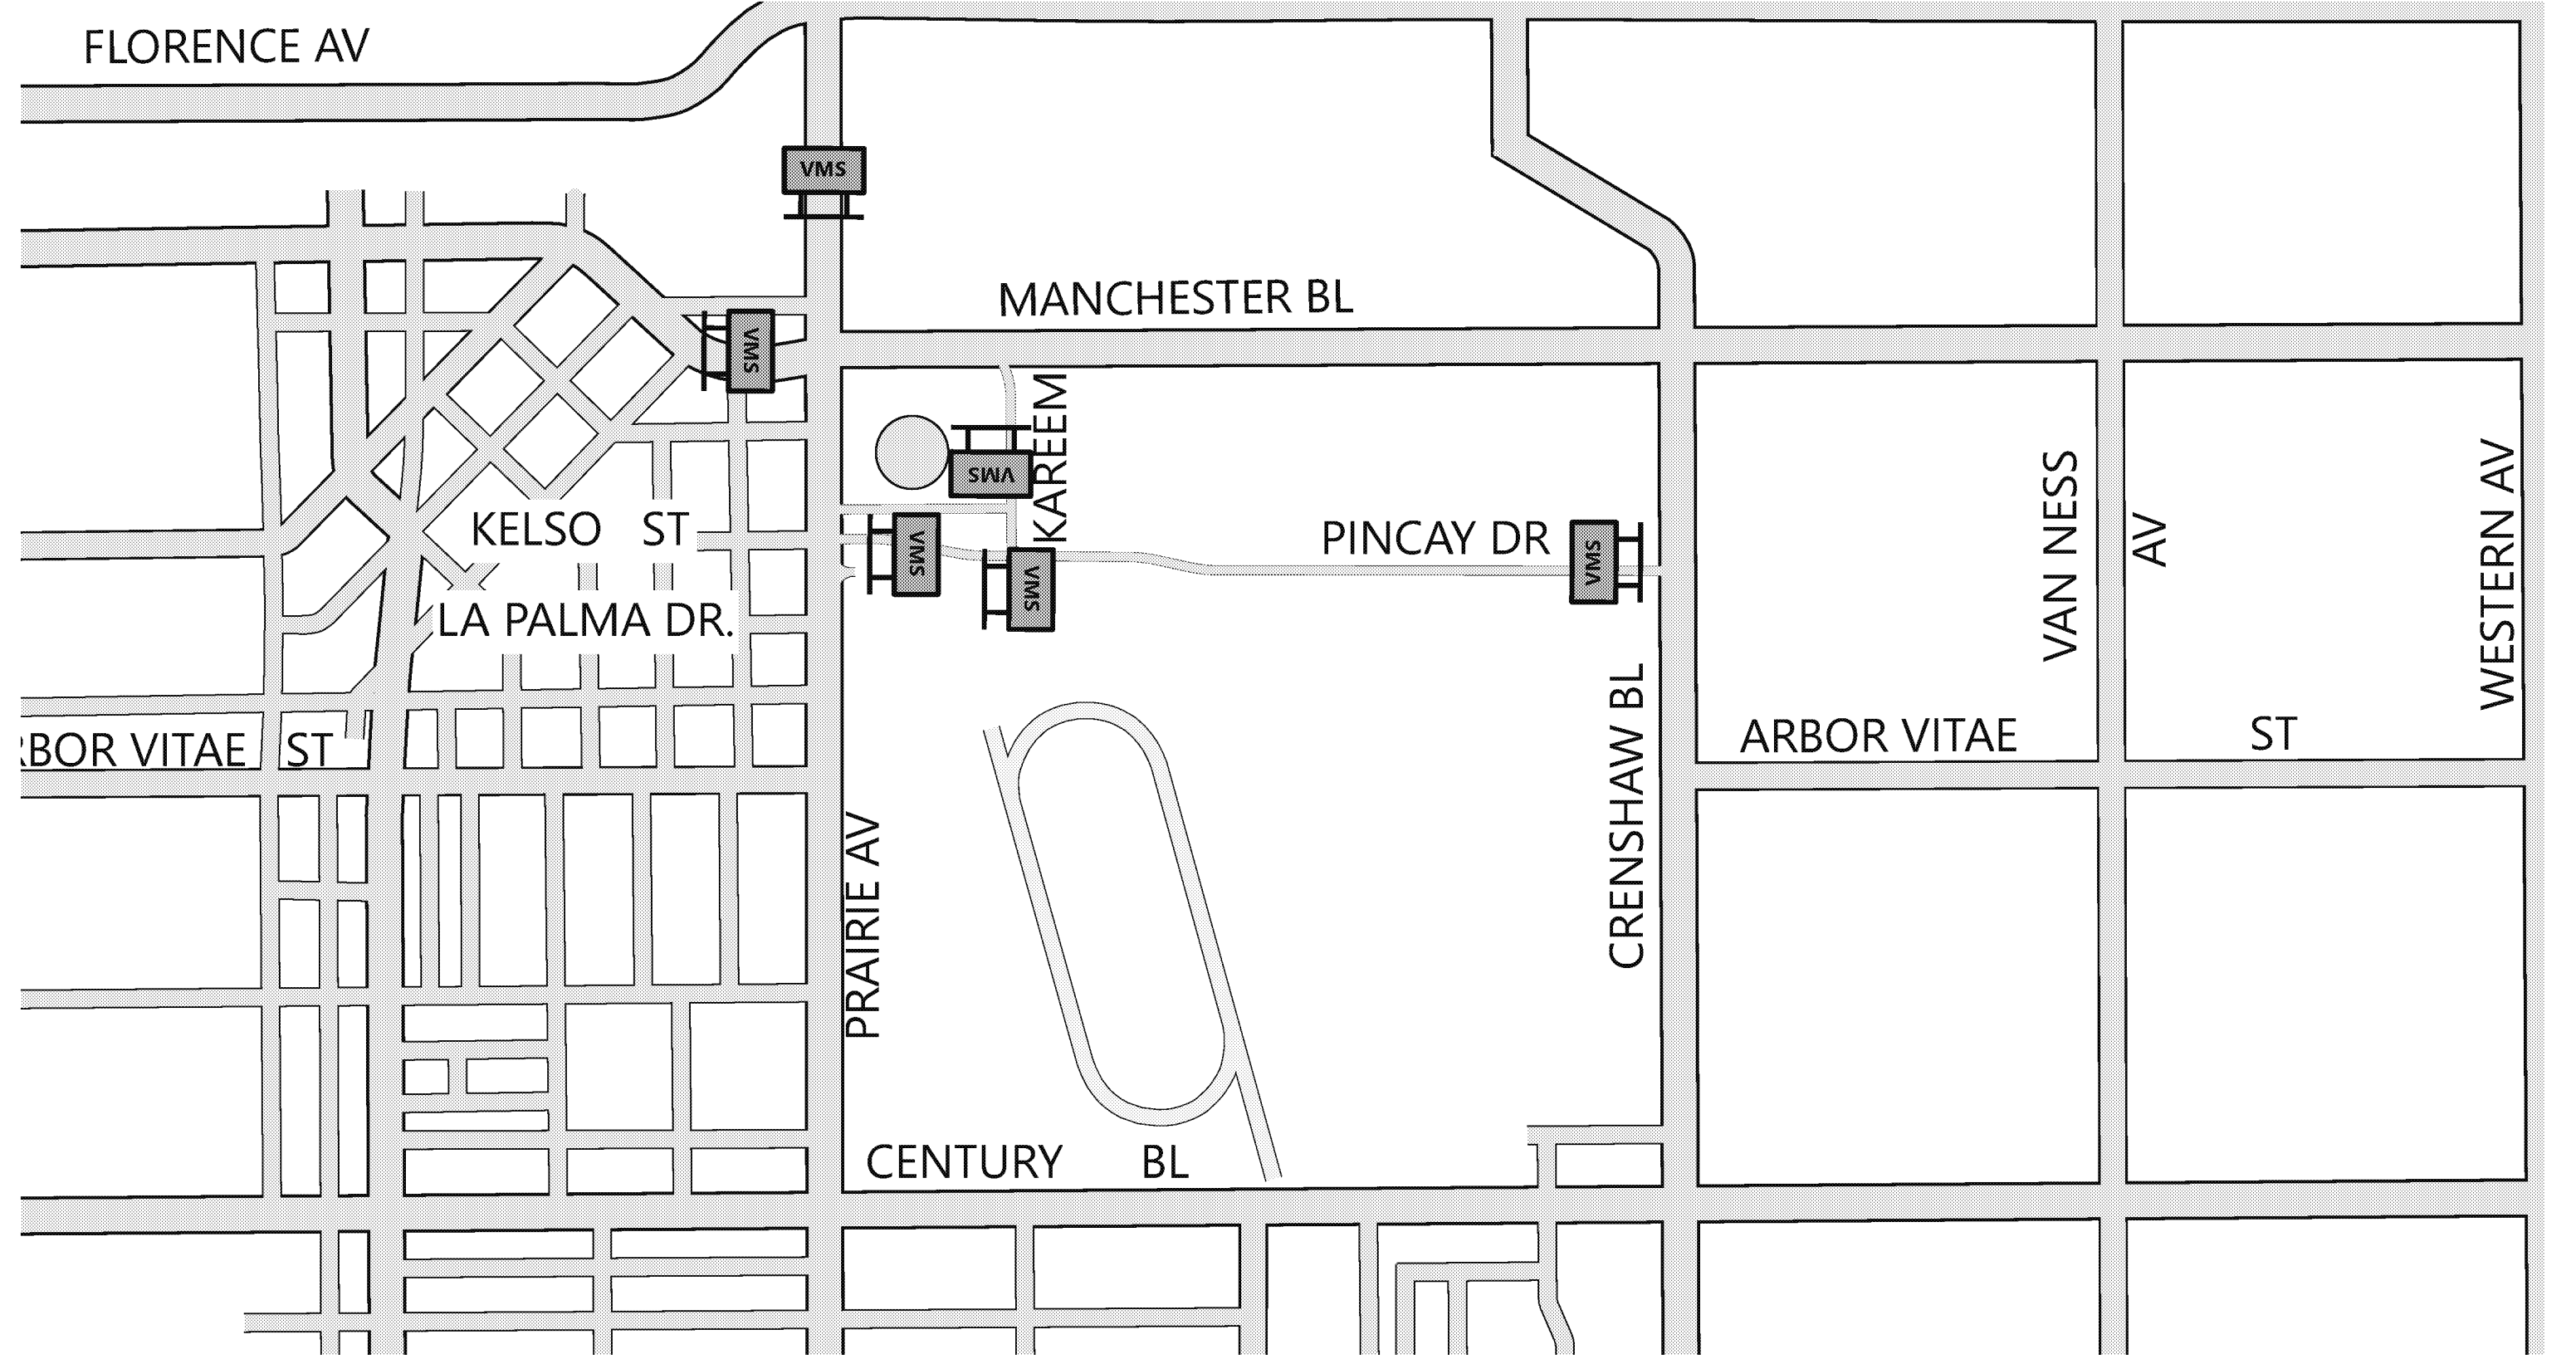 FLORENCE AV
VMS
MANCHESTER BL
VMS
KAREEM
VMS
KELSO ST
VMS
PINCAY DR
VMS
VMS
VAN NESS
AV
WESTERN AV
LA PALMA DR.
RBOR VITAE ST
CRENSHAW BL
ARBOR VITAE ST
PRAIRIE AV
CENTURY BL